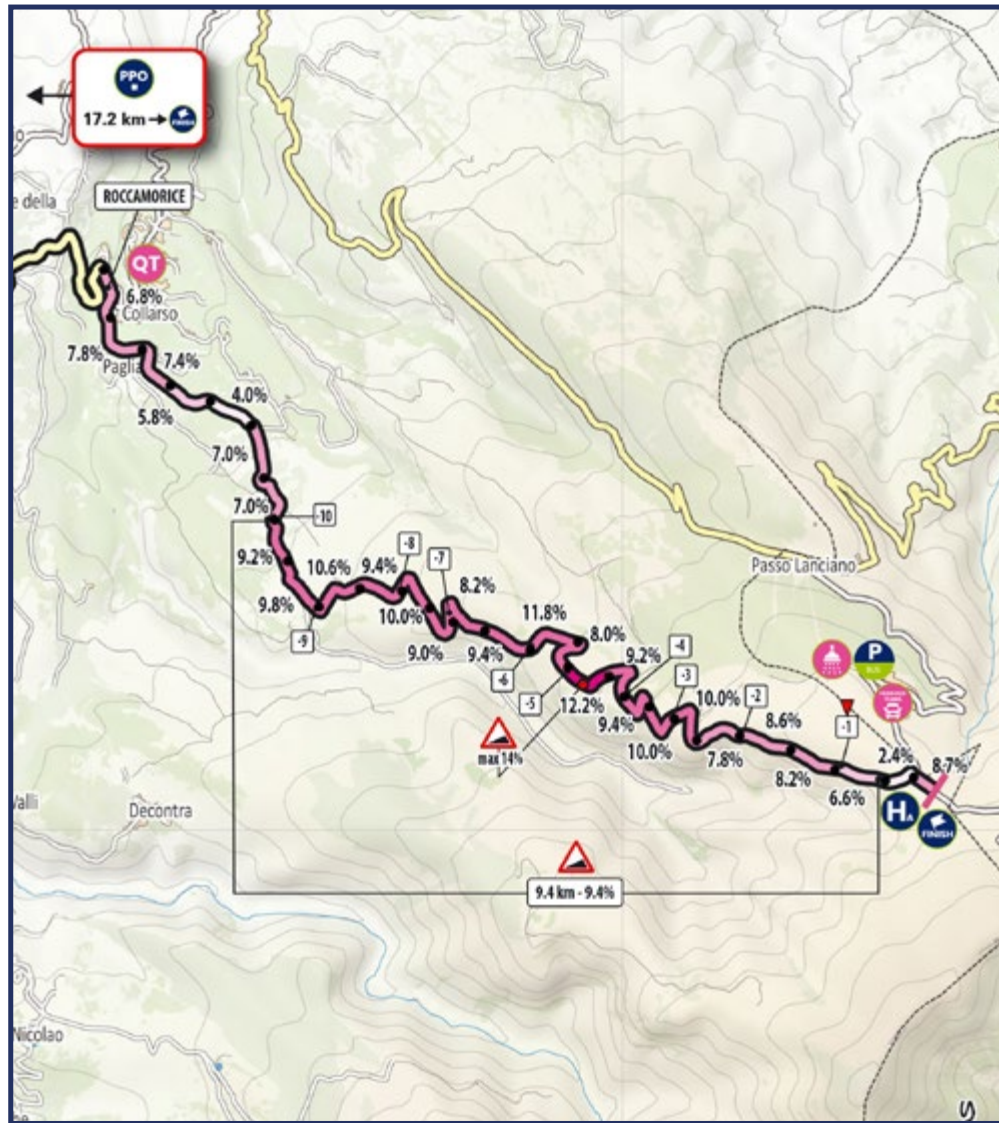 PPO
17.2 km
FINISH
e della
ROCCAMORICE
QT
6.8%
Collarso
7.8%
7.4%
Paglia
4.0%
5.8%
7.0%
7.0%
-10
9.2%
10.6%
9.4%
-8
-7
8.2%
Passo Lanciano
9.8%
-9
10.0%
11.8%
8.0%
9.0%
9.4%
-6
9.2%
-4
-5
12.2%
-3
9.4%
10.0%
-2
P
BUS
10.0%
7.8%
8.6%
-1
max 14%
8.2%
2.4%
8.7%
6.6%
H
FINISH
alli
Decontra
9.4 km - 9.4%
Nicolao
S